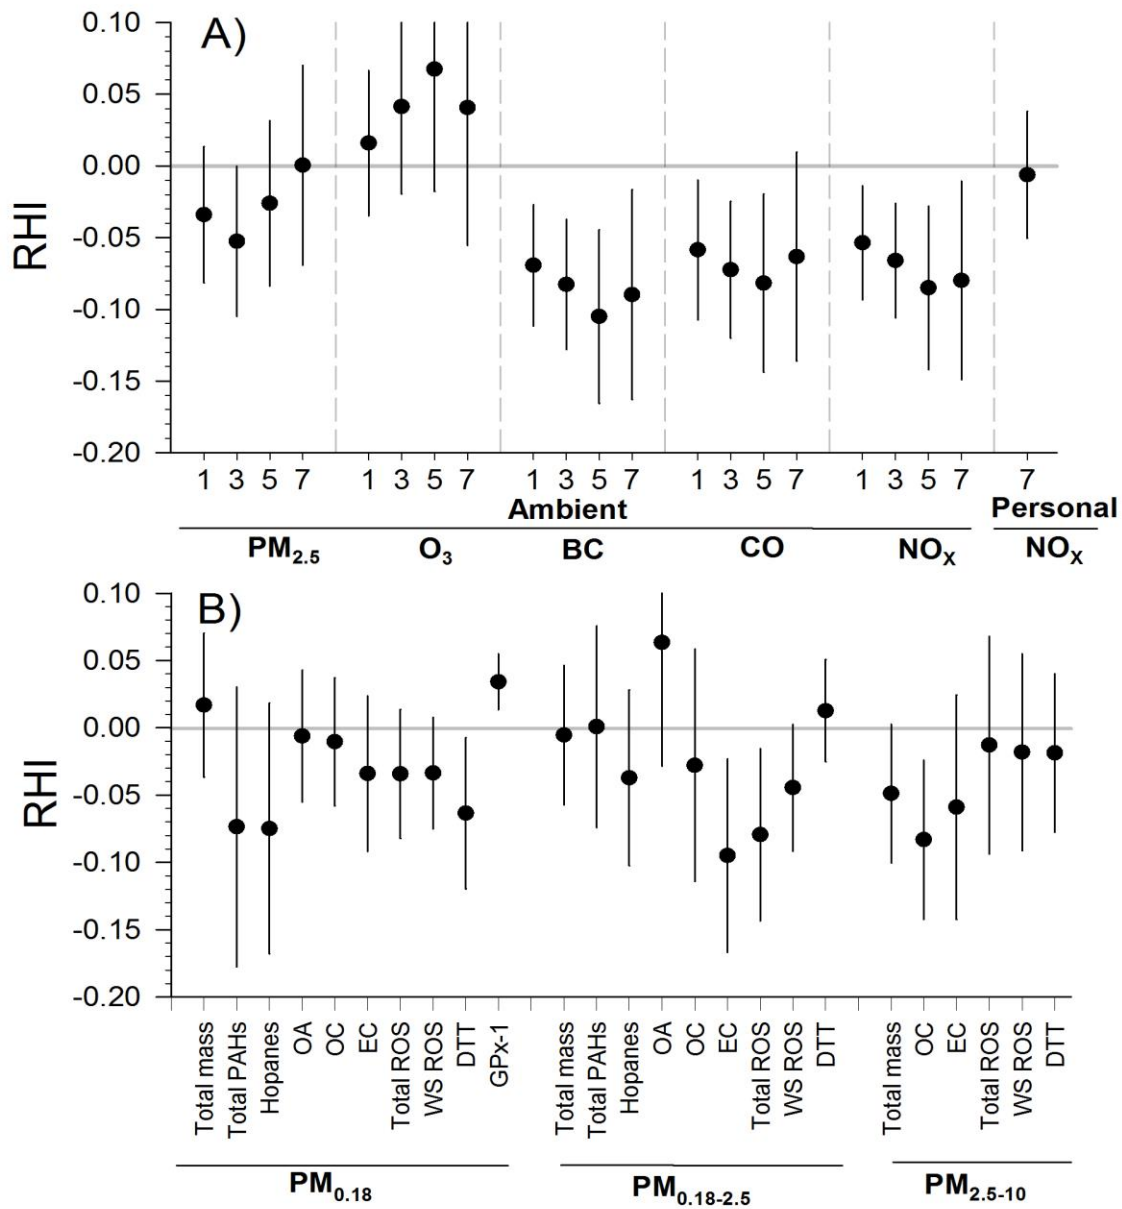 A)
RHI
0.10
0.05
0.00
-0.05
-0.10
-0.15
-0.20
1 3 5 7 1 3 5 7 1 3 5 7 1 3 5 7 1 3 5 7 7
Ambient Personal
PM2.5 O3 BC CO NOX NOX
B)
RHI
0.10
0.05
0.00
-0.05
-0.10
-0.15
-0.20
Total mass
Total PAHs
Hopanes
OA
OC
EC
Total ROS
WS ROS
DTT
GPx-1
Total mass
Total PAHs
Hopanes
OA
OC
EC
Total ROS
WS ROS
DTT
Total mass
OC
EC
Total ROS
WS ROS
DTT
PM0.18 PM0.18-2.5 PM2.5-10